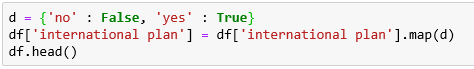 d = {'no' : False, 'yes' : True}
df['international plan'] = df['international plan'].map(d)
df.head()